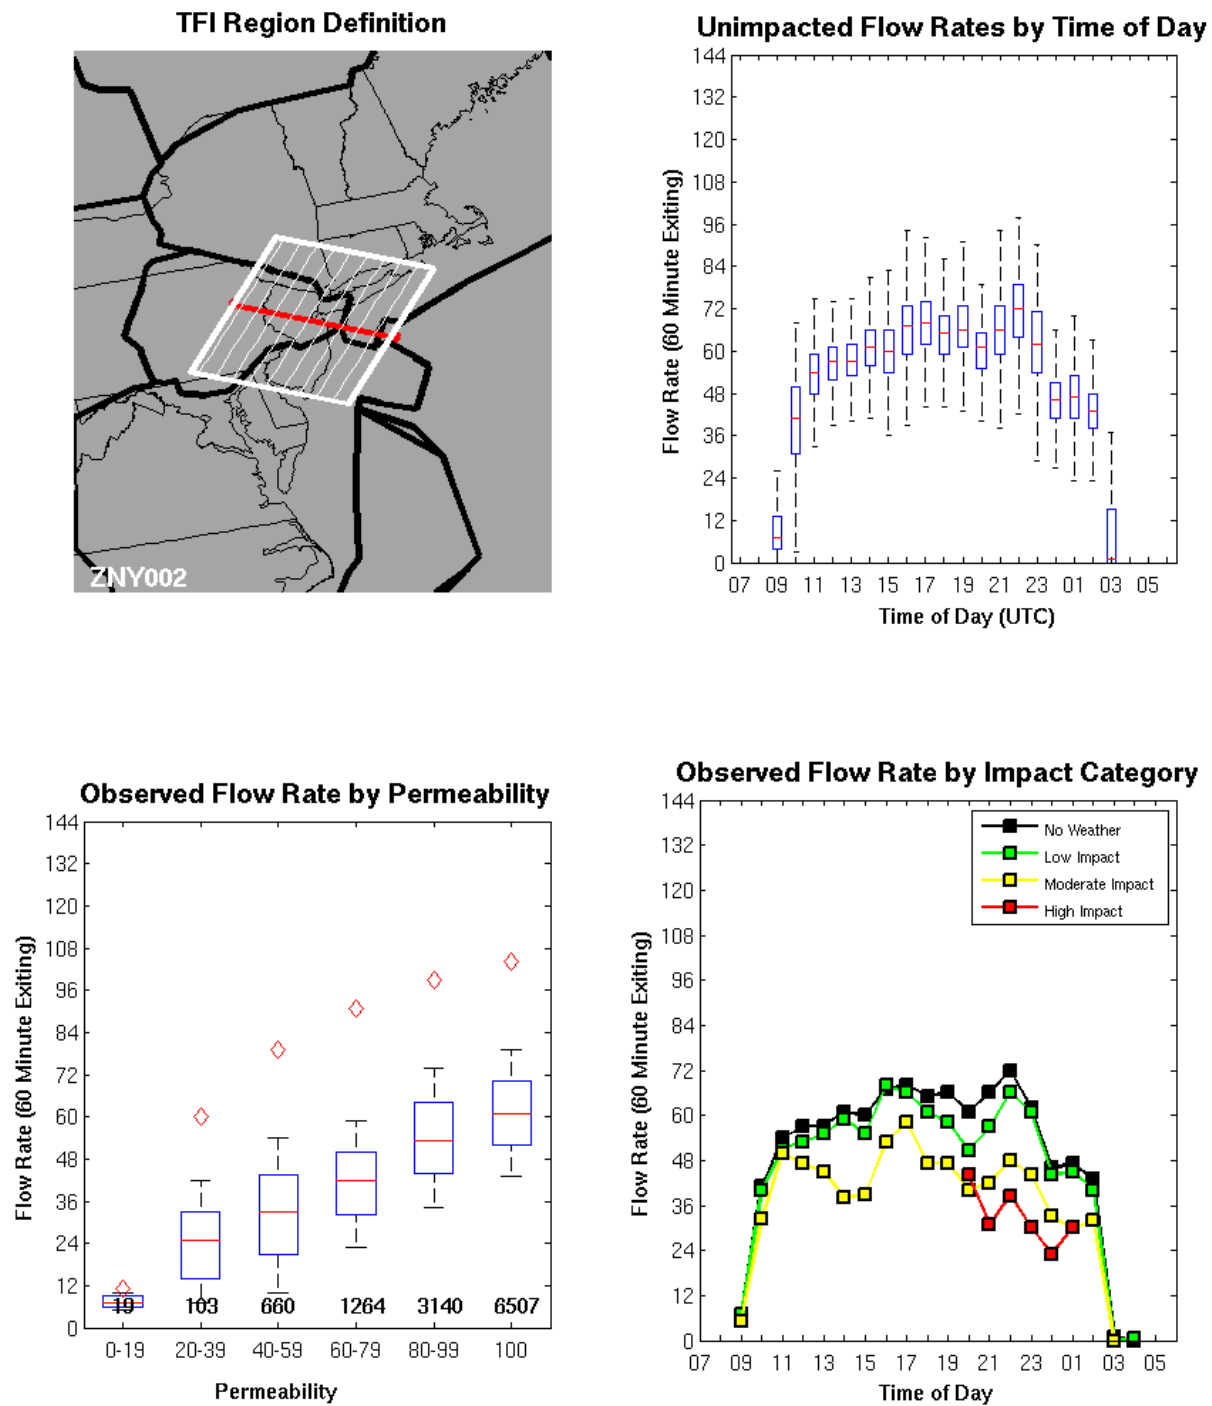 TFI Region Definition
ZNY002
Unimpacted Flow Rates by Time of Day
Flow Rate (60 Minute Exiting)
144
132
120
108
96
84
72
60
48
36
24
12
0
07 09 11 13 15 17 19 21 23 01 03 05
Time of Day (UTC)
Observed Flow Rate by Permeability
Flow Rate (60 Minute Exiting)
144
132
120
108
96
84
72
60
48
36
24
12
0
19 103 660 1264 3140 6507
0-19 20-39 40-59 60-79 80-99 100
Permeability
Observed Flow Rate by Impact Category
Flow Rate (60 Minute Exiting)
144
132
120
108
96
84
72
60
48
36
24
12
0
No Weather
Low Impact
Moderate Impact
High Impact
07 09 11 13 15 17 19 21 23 01 03 05
Time of Day